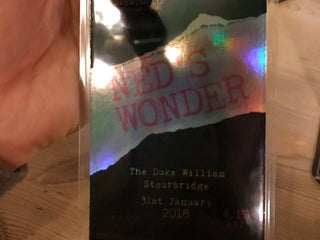 NED'S
WONDER
The Duke William
Stourbridge
31st January
2018